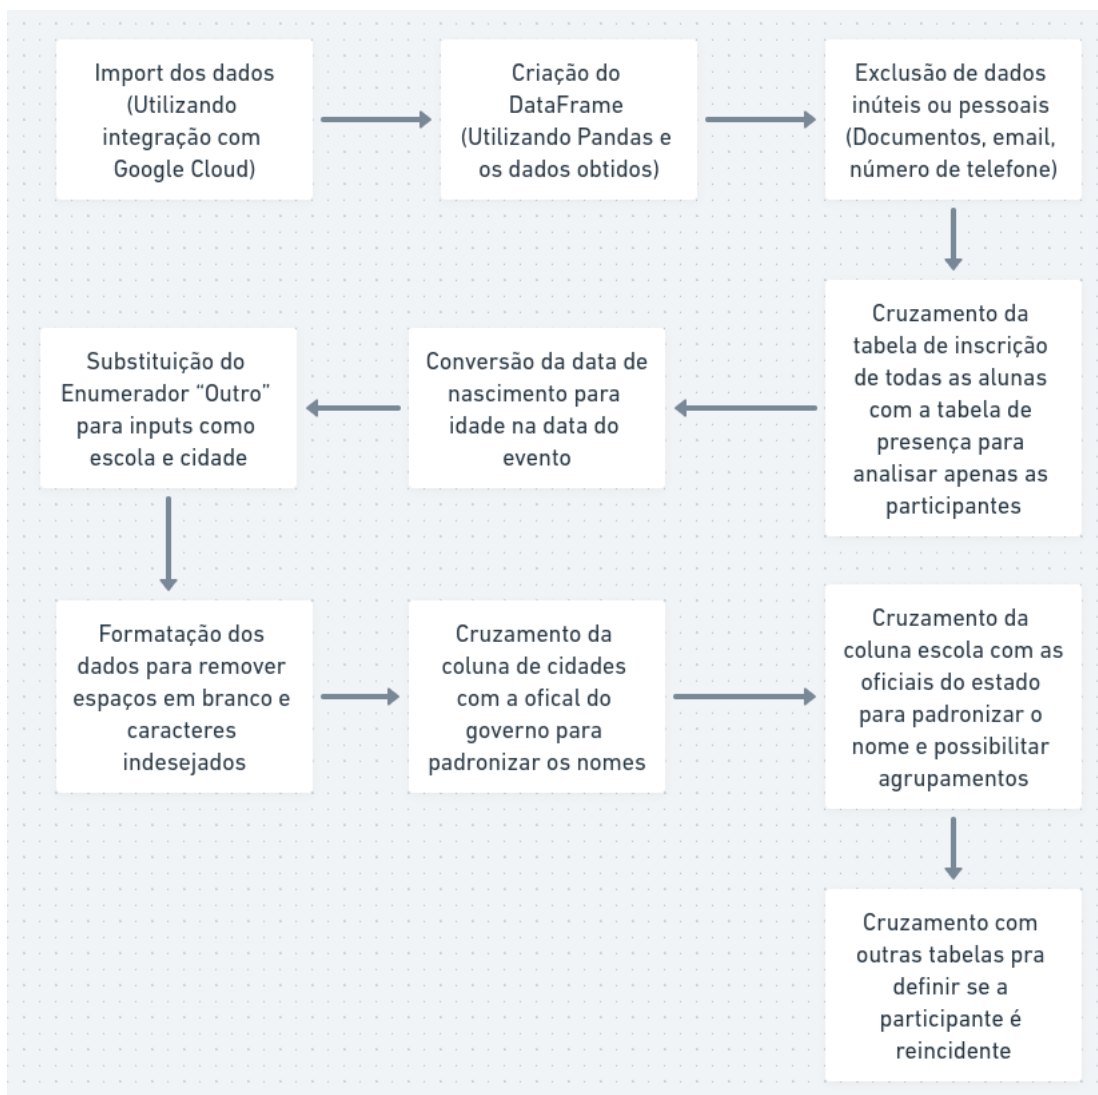 Import dos dados
(Utilizando
integração com
Google Cloud)
Criação do
DataFrame
(Utilizando Pandas e
os dados obtidos)
Exclusão de dados
inúteis ou pessoais
(Documentos, email,
número de telefone)
Cruzamento da
tabela de inscrição
de todas as alunas
com a tabela de
presença para
analisar apenas as
participantes
Conversão da data de
nascimento para
idade na data do
evento
Substituição do
Enumerador “Outro”
para inputs como
escola e cidade
Formatação dos
dados para remover
espaços em branco e
caracteres
indesejados
Cruzamento da
coluna de cidades
com a ofical do
governo para
padronizar os nomes
Cruzamento da
coluna escola com as
oficiais do estado
para padronizar o
nome e possibilitar
agrupamentos
Cruzamento com
outras tabelas pra
definir se a
participante é
reincidente